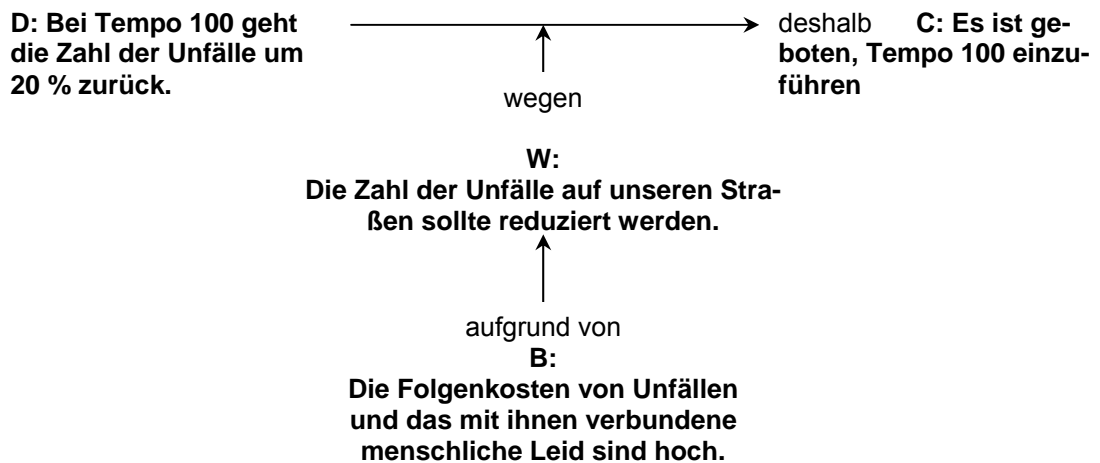 D: Bei Tempo 100 geht
die Zahl der Unfälle um
20 % zurück.
deshalb C: Es ist ge-
boten, Tempo 100 einzu-
führen
wegen
W:
Die Zahl der Unfälle auf unseren Stra-
ßen sollte reduziert werden.
aufgrund von
B:
Die Folgenkosten von Unfällen
und das mit ihnen verbundene
menschliche Leid sind hoch.